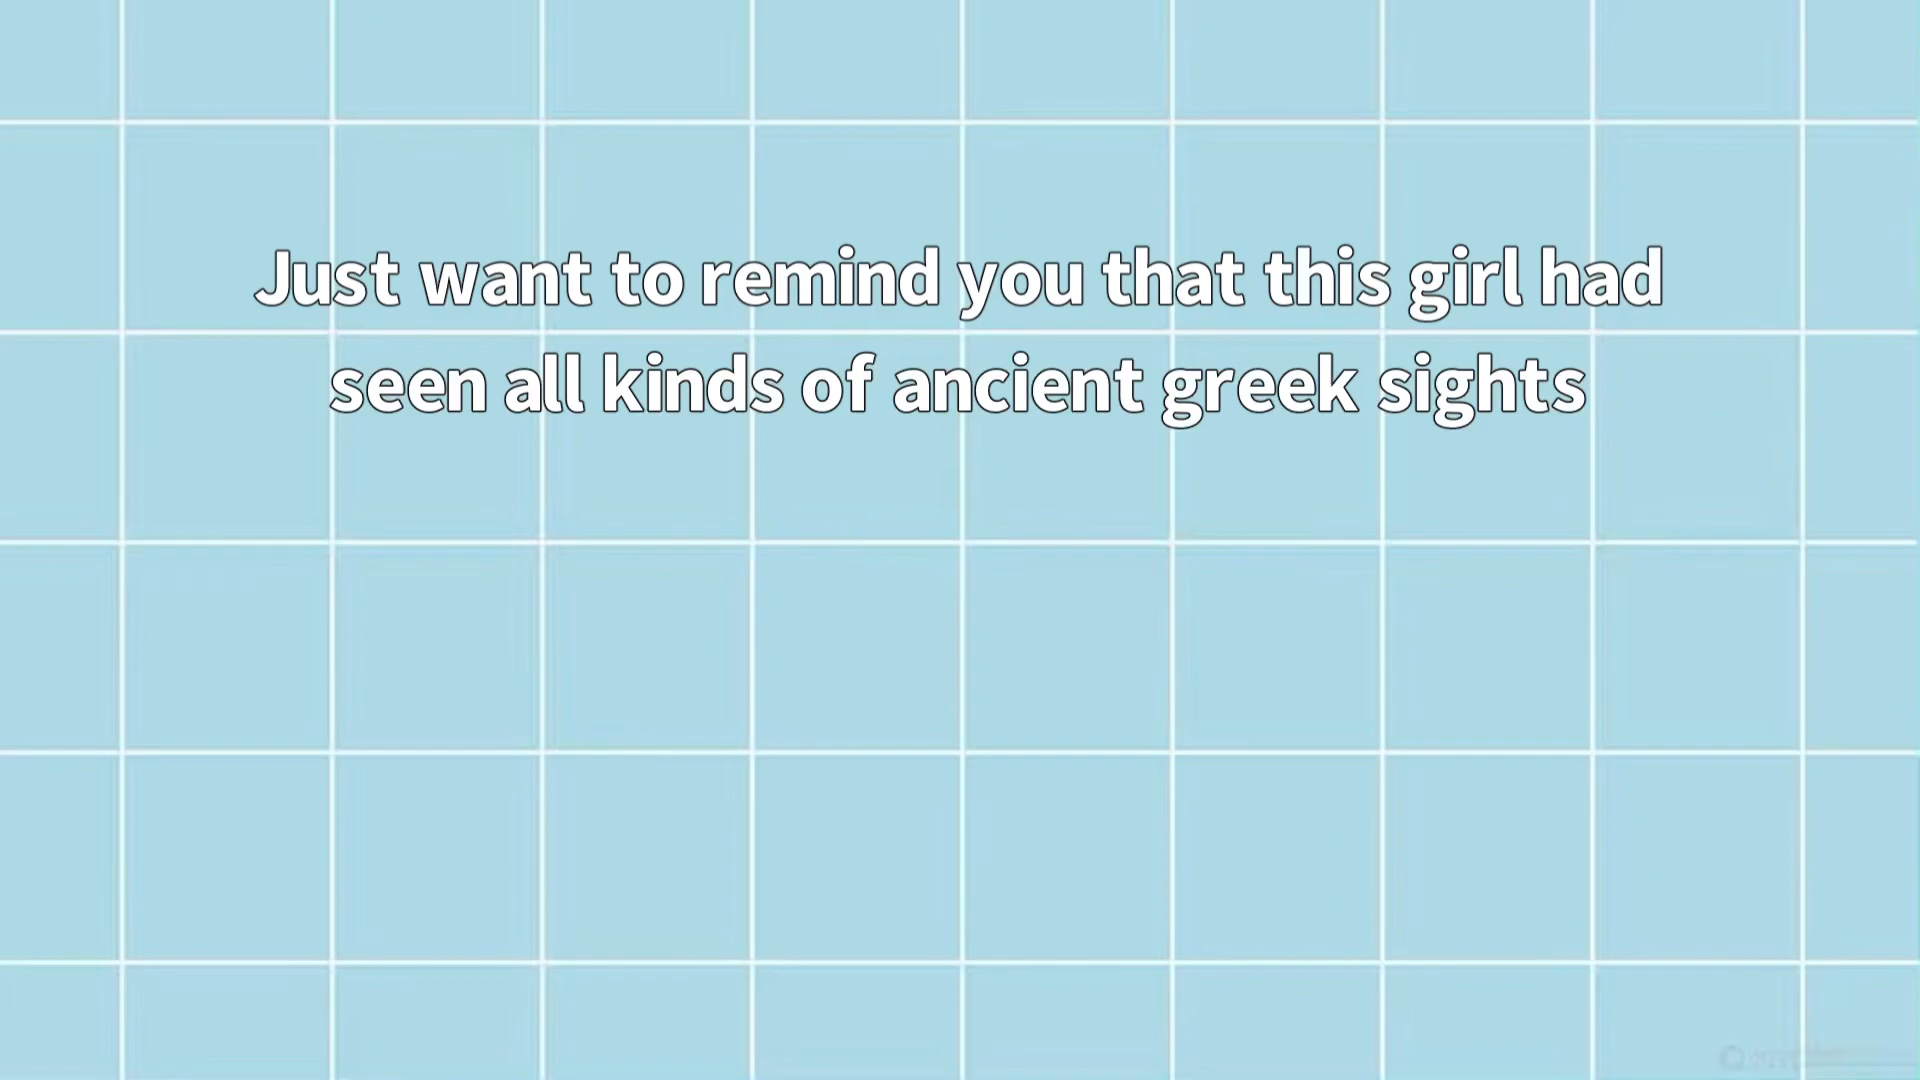 Just want to remind you that this girl had
seen all kinds of ancient greek sights